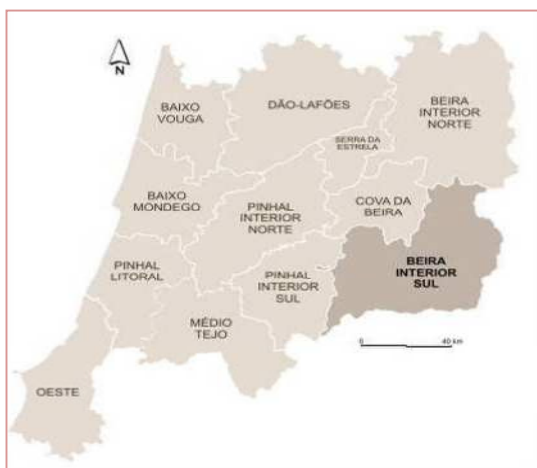 N
BAIXO
VOUGA
DÃO-LAFÕES
BEIRA
INTERIOR
NORTE
SERRA DA
ESTRELA
BAIXO
MONDEGO
PINHAL
INTERIOR
NORTE
COVA DA
BEIRA
PINHAL
LITORAL
PINHAL
INTERIOR
SUL
BEIRA
INTERIOR
SUL
MÉDIO
TEJO
0 40 km
OESTE